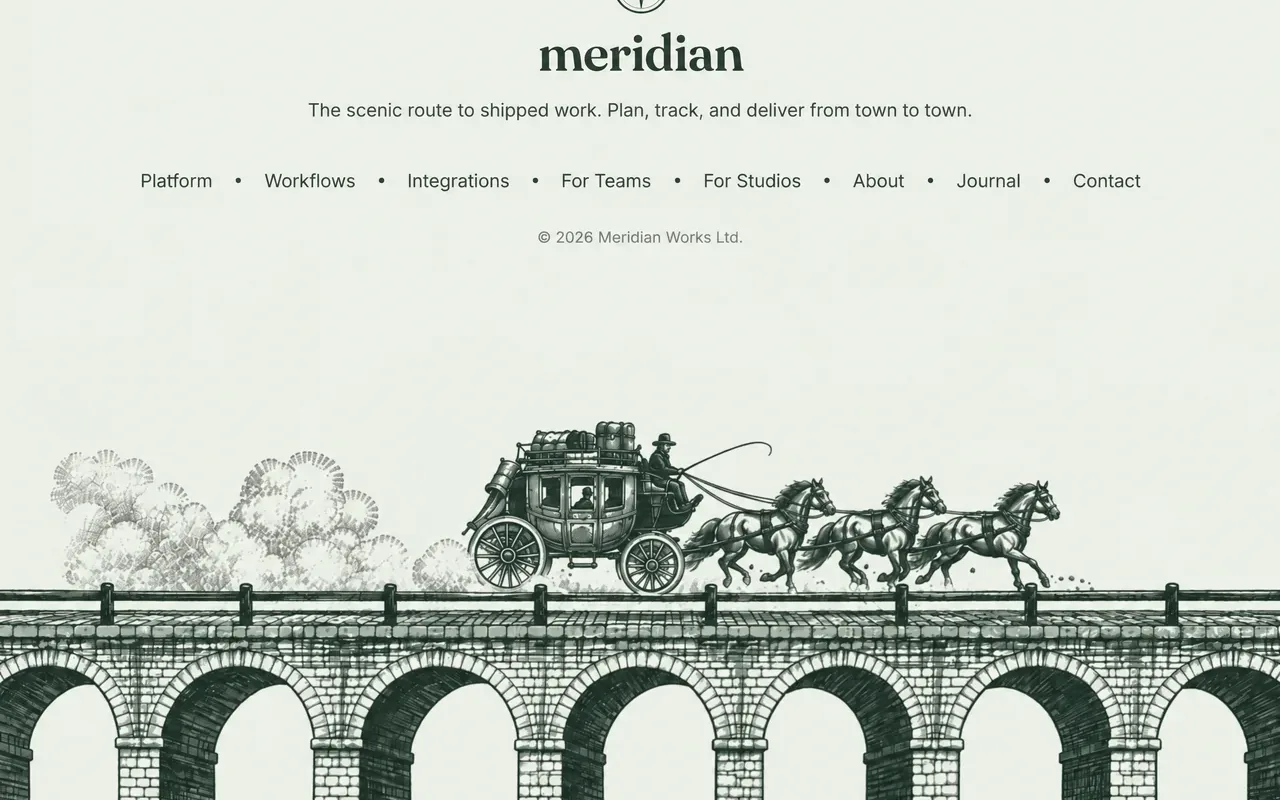 meridian
The scenic route to shipped work. Plan, track, and deliver from town to town.
Platform • Workflows • Integrations • For Teams • For Studios • About • Journal • Contact
© 2026 Meridian Works Ltd.